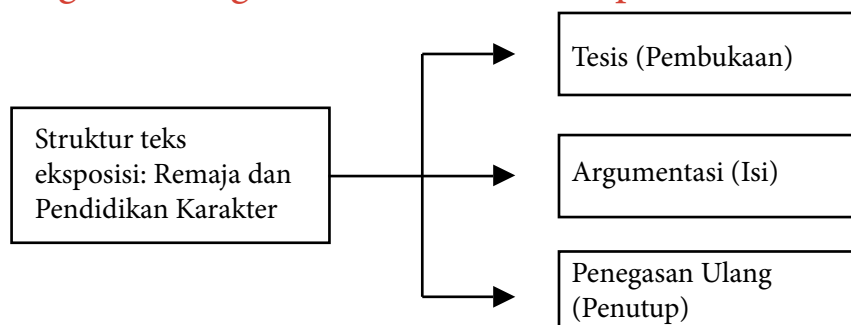 Struktur teks
eksposisi: Remaja dan
Pendidikan Karakter
Tesis (Pembukaan)
Argumentasi (Isi)
Penegasan Ulang
(Penutup)